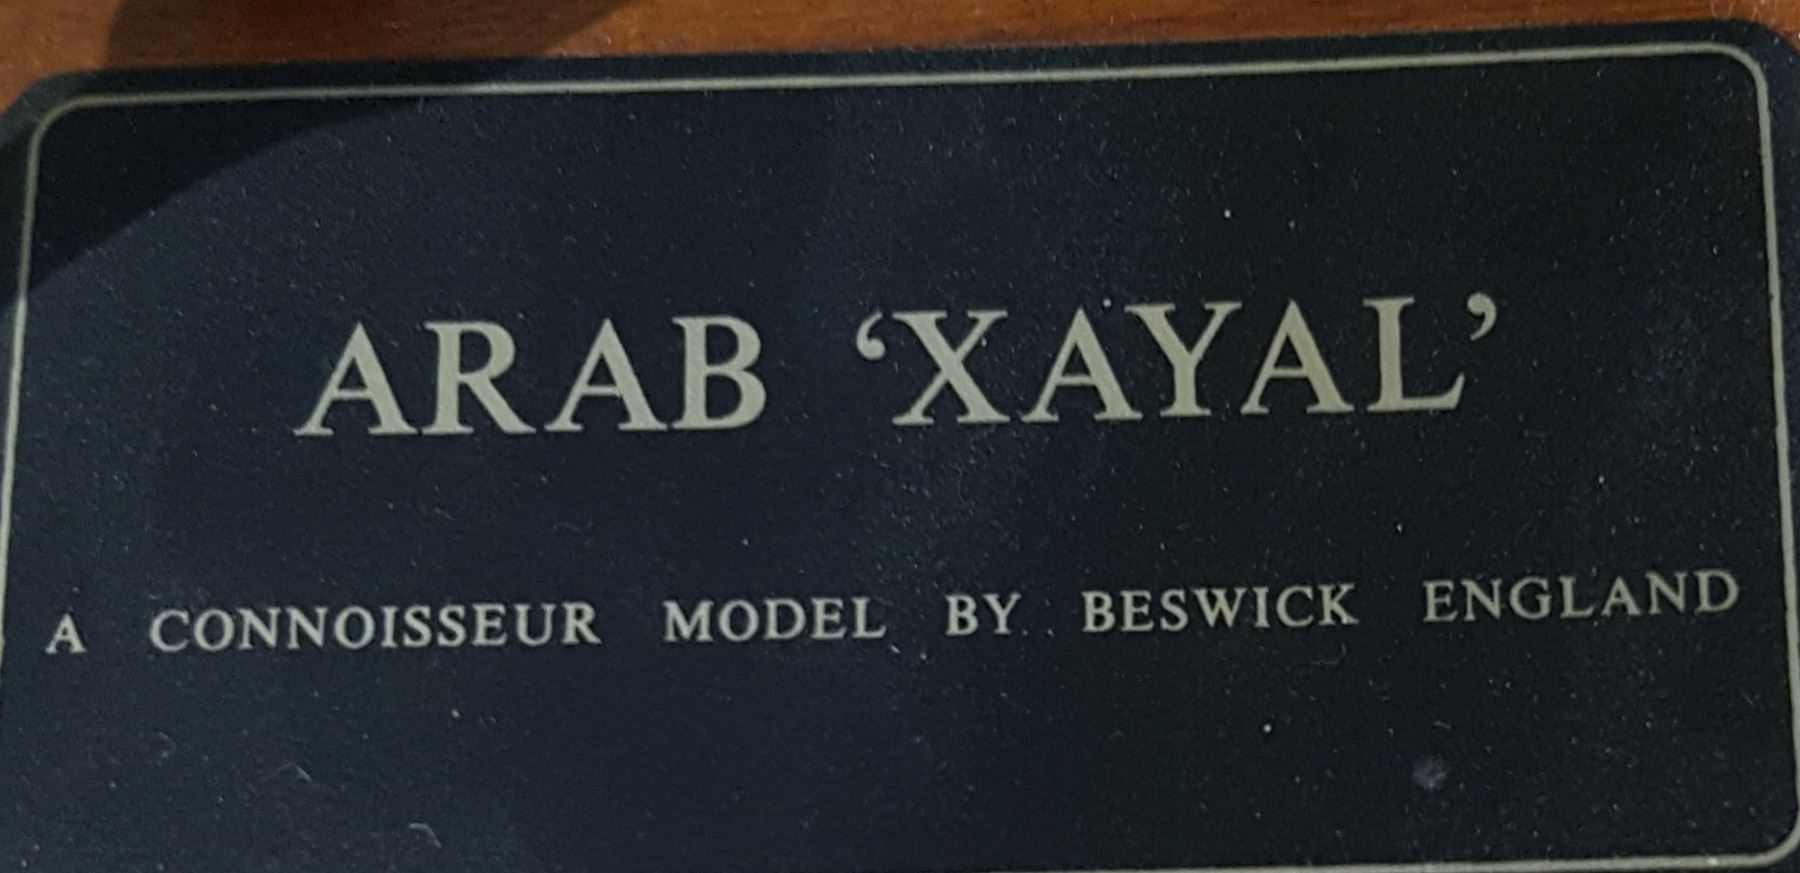 ARAB ‘XAYAL’
A CONNOISSEUR MODEL BY BESWICK ENGLAND